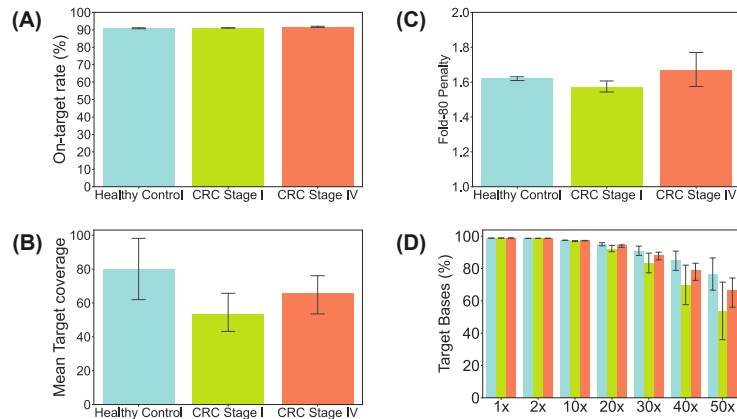 (A)
On-target rate (%)
100
90
80
70
60
50
40
30
20
10
0
Healthy Control CRC Stage I CRC Stage IV
(C)
Fold-80 Penalty
2.0
1.8
1.6
1.4
1.2
1.0
Healthy Control CRC Stage I CRC Stage IV
(B)
Mean Target coverage
100
80
60
40
20
0
Healthy Control CRC Stage I CRC Stage IV
(D)
Target Bases (%)
100
80
60
40
20
0
1x 2x 10x 20x 30x 40x 50x